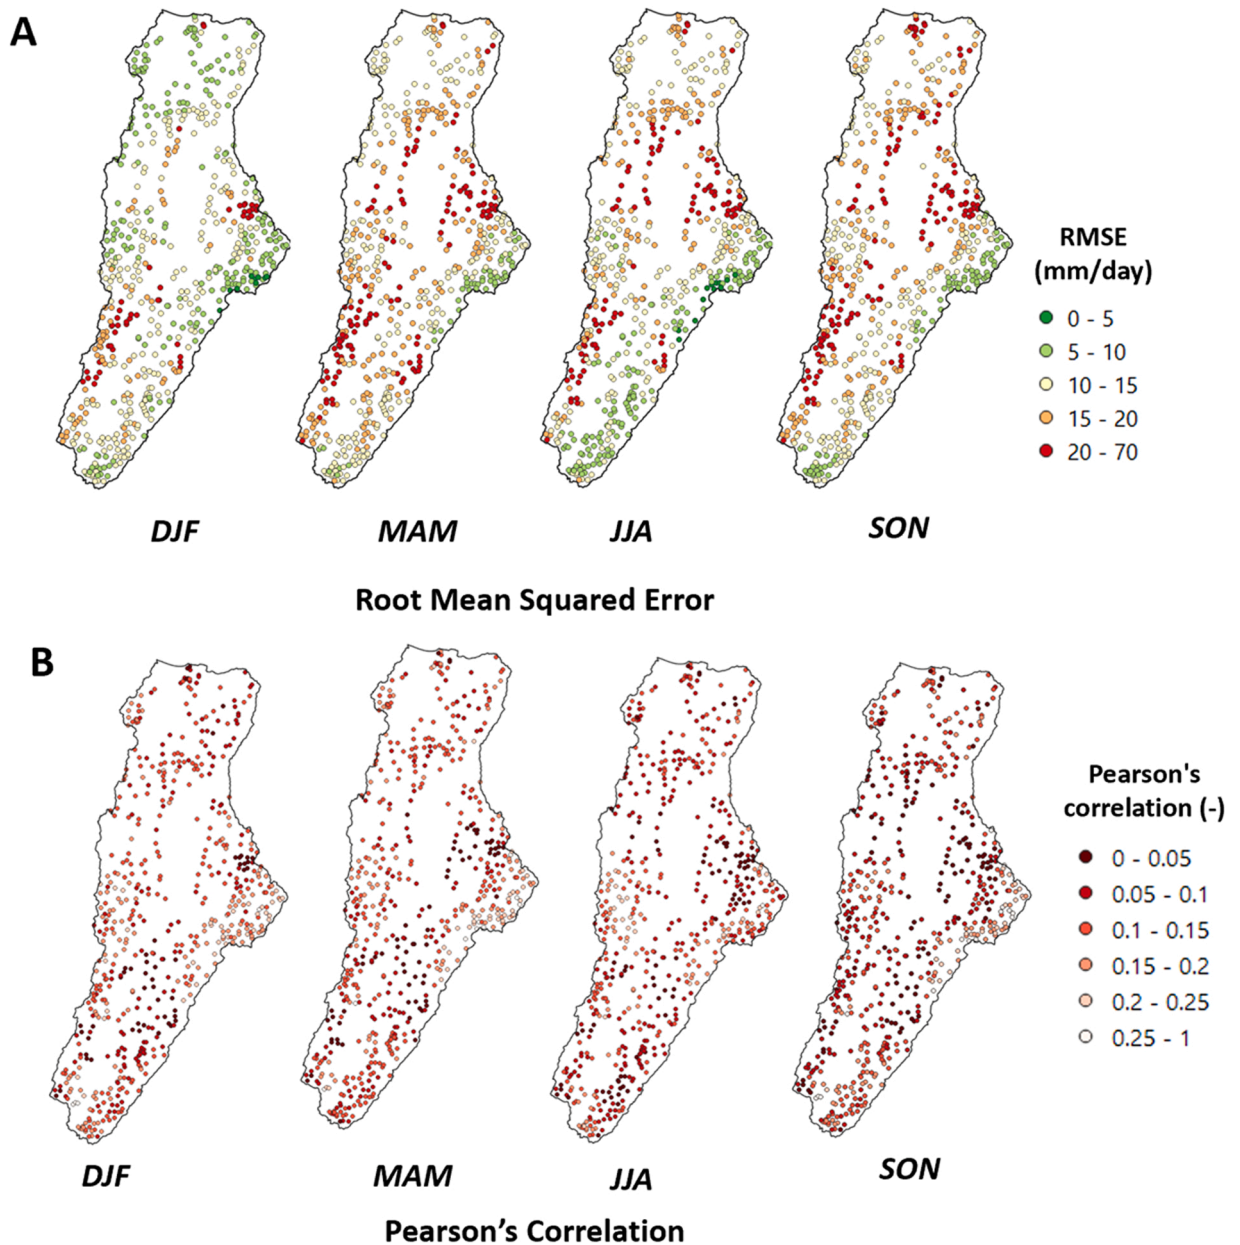 A
RMSE
(mm/day)
0 - 5
5 - 10
10 - 15
15 - 20
20 - 70
DJF
MAM
JJA
SON
Root Mean Squared Error
B
Pearson's
correlation (-)
0 - 0.05
0.05 - 0.1
0.1 - 0.15
0.15 - 0.2
0.2 - 0.25
0.25 - 1
DJF
MAM
JJA
SON
Pearson’s Correlation